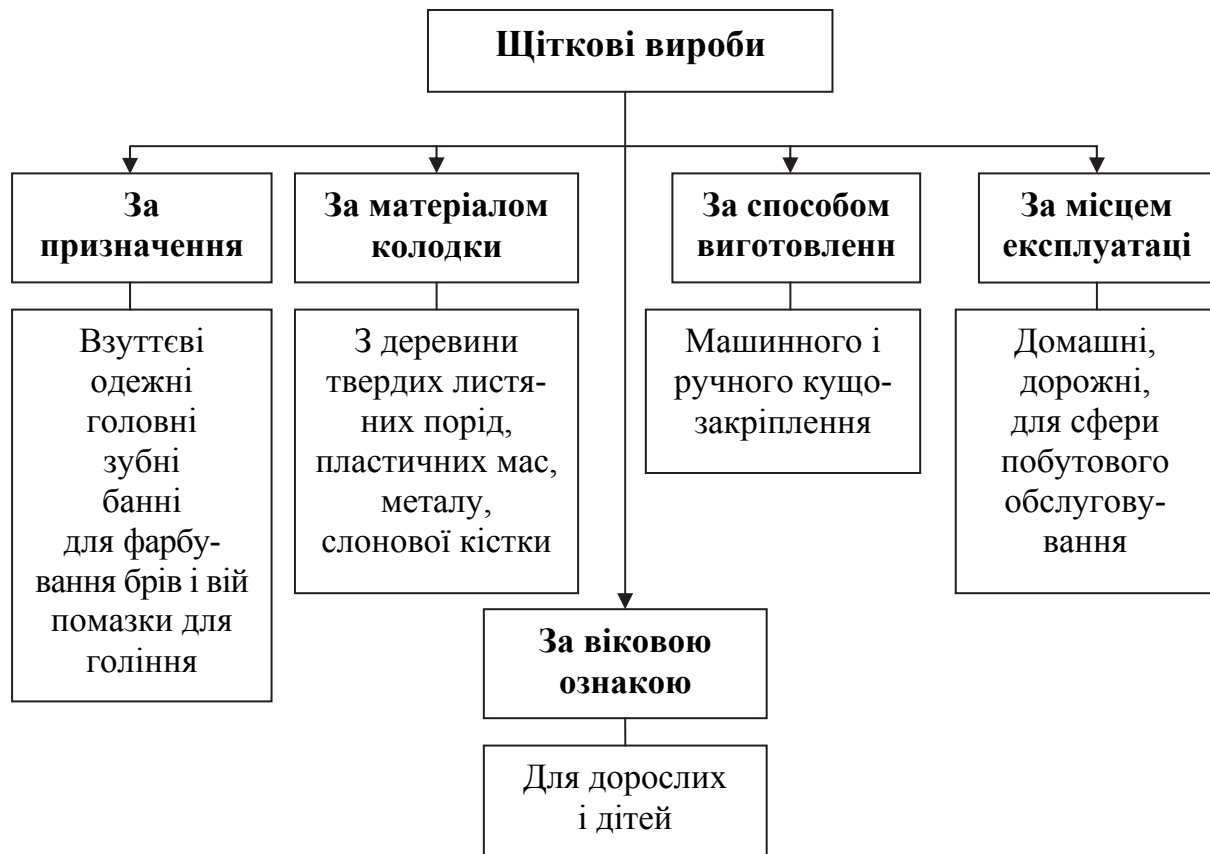 Щіткові вироби
За
призначення
Взуттєві
одежні
головні
зубні
банні
для фарбу-
вання брів і вій
помазки для
гоління
За матеріалом
колодки
З деревини
твердих листя-
них порід,
пластичних мас,
металу,
слонової кістки
За способом
виготовленн
Машинного і
ручного кущо-
закріплення
За місцем
експлуатаці
Домашні,
дорожні,
для сфери
побутового
обслугову-
вання
За віковою
ознакою
Для дорослих
і дітей